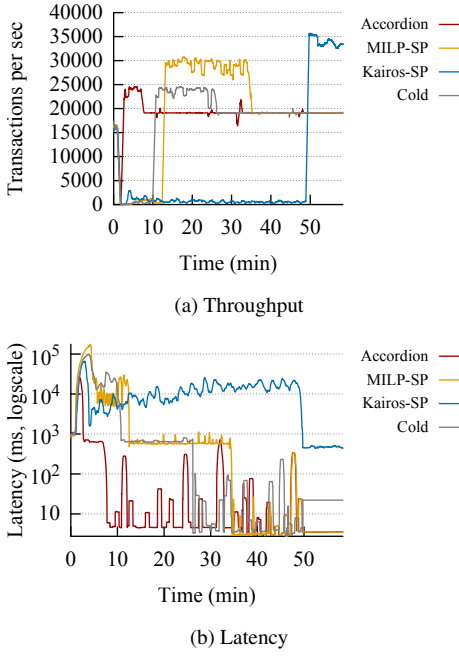 40000
35000
30000
25000
20000
15000
10000
5000
0
Transactions per sec
0 10 20 30 40 50
Time (min)
Accordion
MILP-SP
Kairos-SP
Cold
(a) Throughput
10^5
10^4
10^3
10^2
10
Latency (ms, logscale)
0 10 20 30 40 50
Time (min)
Accordion
MILP-SP
Kairos-SP
Cold
(b) Latency